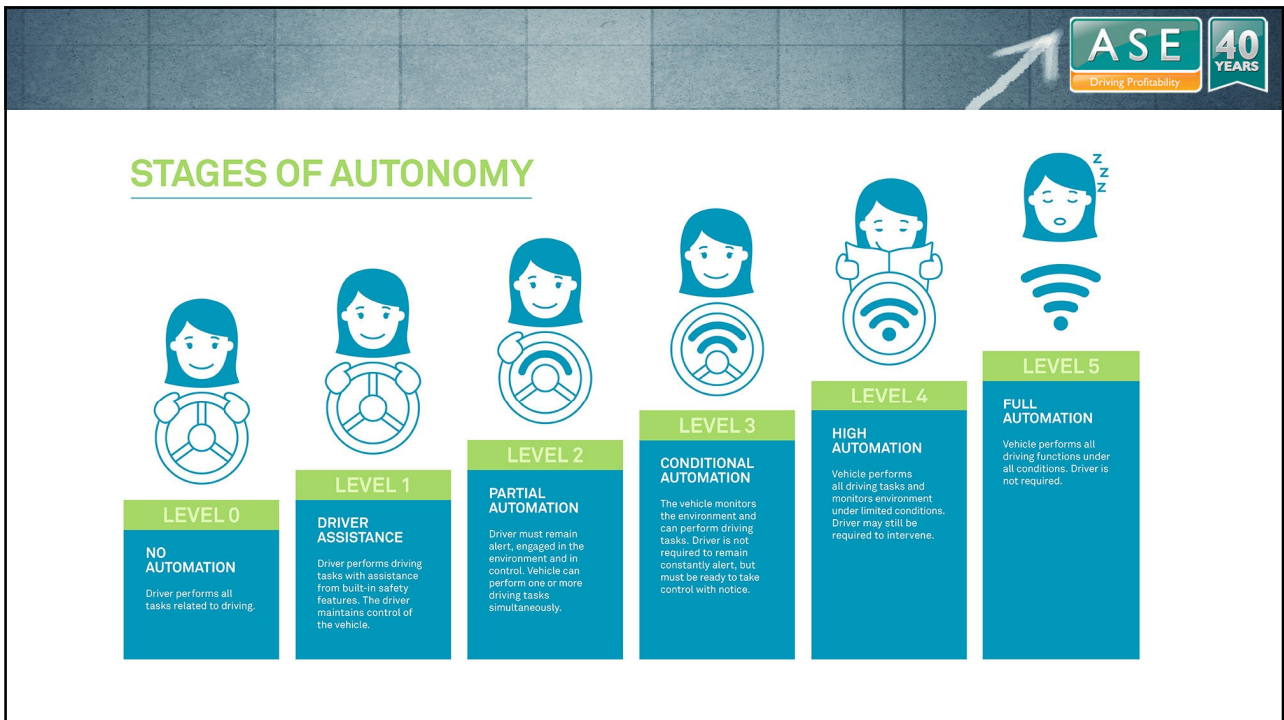 ASE
Driving Profitability
40
YEARS
STAGES OF AUTONOMY
LEVEL 0
NO
AUTOMATION
Driver performs all
tasks related to driving.
LEVEL 1
DRIVER
ASSISTANCE
Driver performs driving
tasks with assistance
from built-in safety
features. The driver
maintains control of
the vehicle.
LEVEL 2
PARTIAL
AUTOMATION
Driver must remain
alert, engaged in the
environment and in
control. Vehicle can
perform one or more
driving tasks
simultaneously.
LEVEL 3
CONDITIONAL
AUTOMATION
The vehicle monitors
the environment and
can perform driving
tasks. Driver is not
required to remain
constantly alert, but
must be ready to take
control with notice.
LEVEL 4
HIGH
AUTOMATION
Vehicle performs
all driving tasks and
monitors environment
under limited conditions.
Driver may still be
required to intervene.
Z
Z
Z
LEVEL 5
FULL
AUTOMATION
Vehicle performs all
driving functions under
all conditions. Driver is
not required.